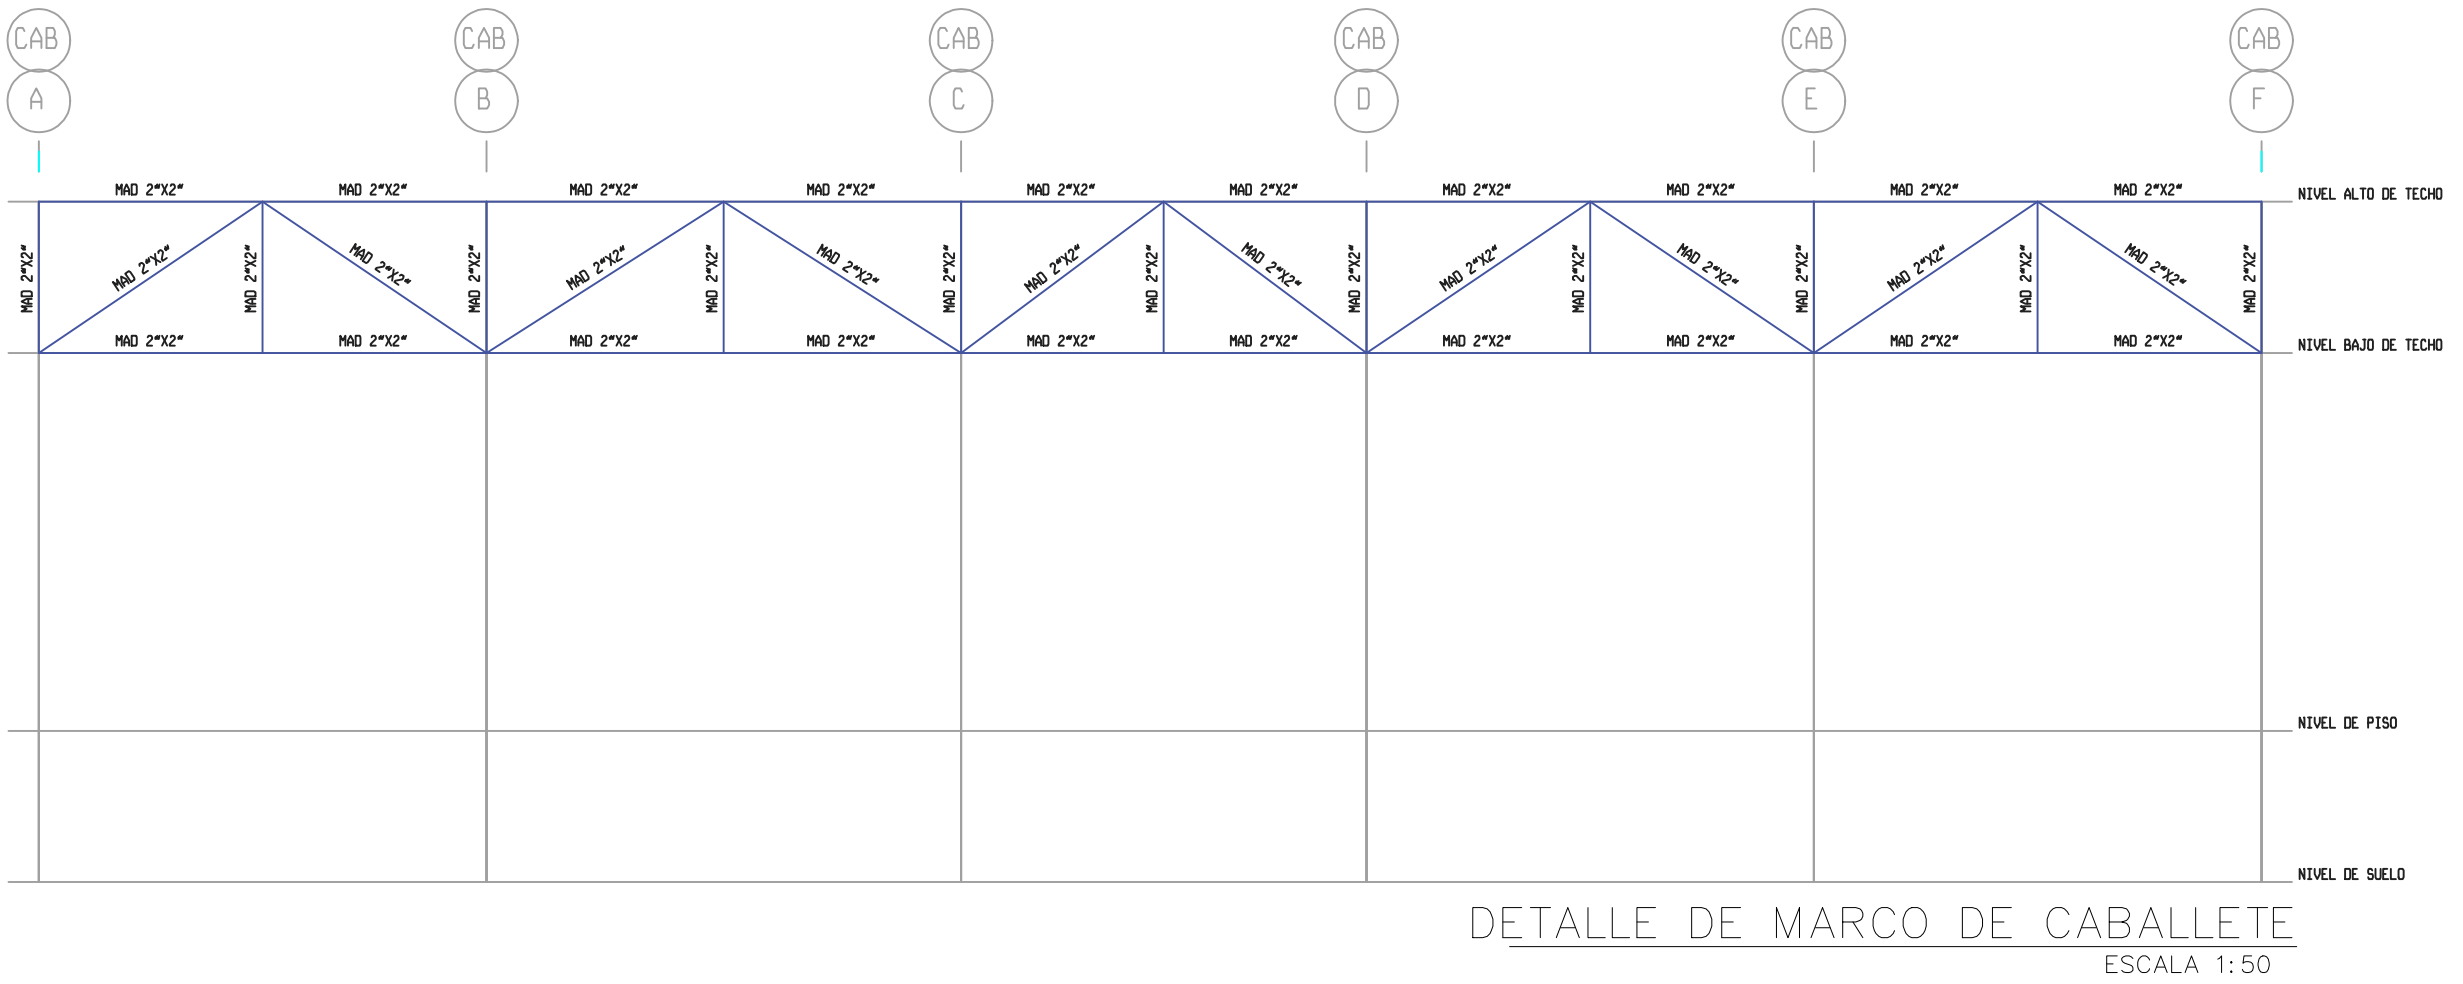 CAB CAB CAB CAB CAB CAB
A B C D E F
MAD 2"X2" MAD 2"X2" MAD 2"X2" MAD 2"X2" MAD 2"X2" MAD 2"X2" MAD 2"X2" MAD 2"X2" MAD 2"X2" MAD 2"X2" NIVEL ALTO DE TECHO
MAD 2"X2" MAD 2"X2" MAD 2"X2" MAD 2"X2" MAD 2"X2" MAD 2"X2" MAD 2"X2" MAD 2"X2" MAD 2"X2" MAD 2"X2" MAD 2"X2" MAD 2"X2" MAD 2"X2" MAD 2"X2" MAD 2"X2" MAD 2"X2" MAD 2"X2" MAD 2"X2" MAD 2"X2" MAD 2"X2" MAD 2"X2"
MAD 2"X2" MAD 2"X2" MAD 2"X2" MAD 2"X2" MAD 2"X2" MAD 2"X2" MAD 2"X2" MAD 2"X2" MAD 2"X2" MAD 2"X2" NIVEL BAJO DE TECHO
NIVEL DE PISO
NIVEL DE SUELO
DETALLE DE MARCO DE CABALLETE
ESCALA 1:50